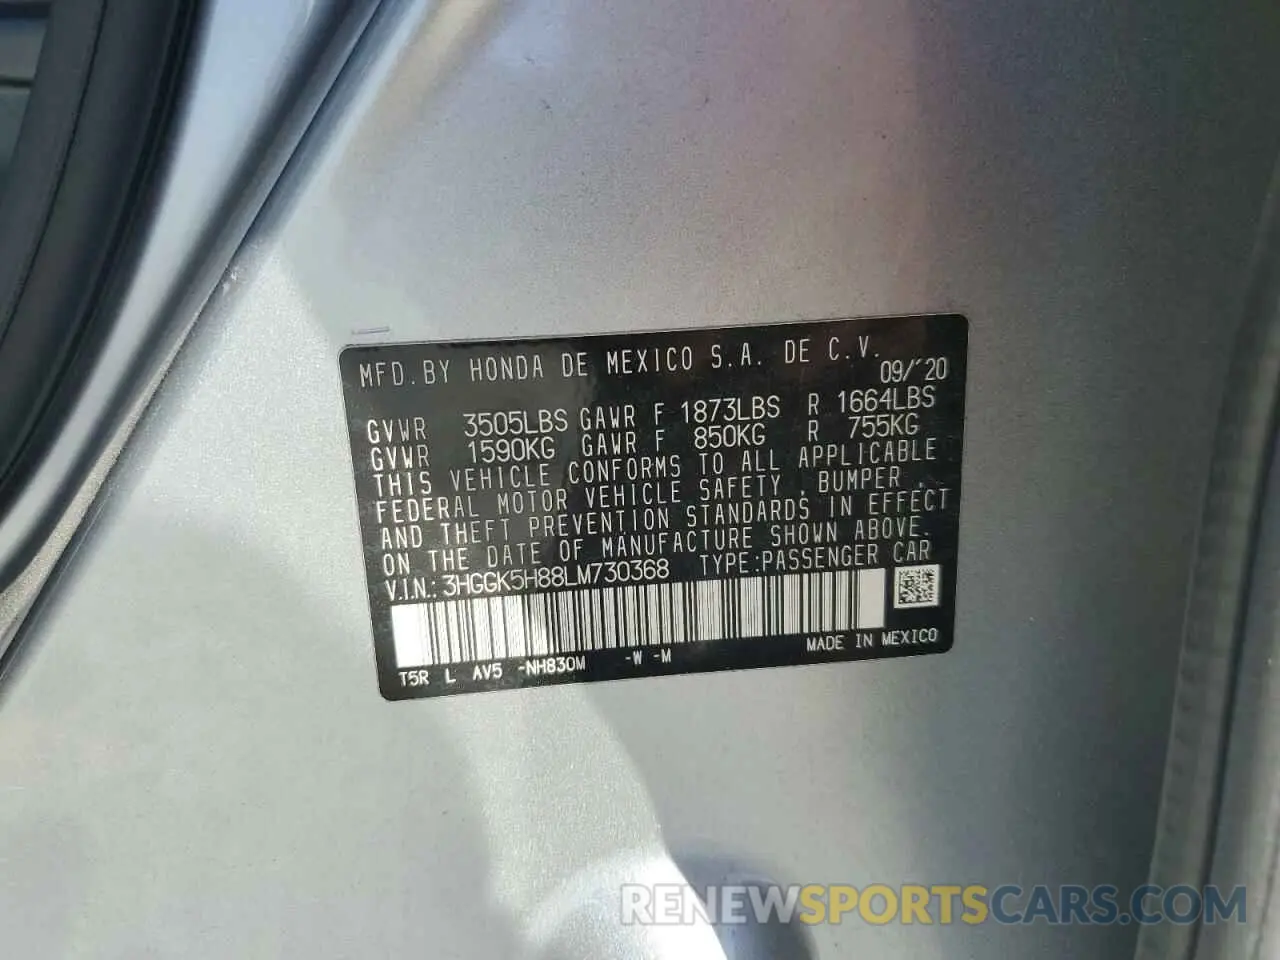 MFD. BY HONDA DE MEXICO S.A. DE C.V.
09/'20
GVWR 3505LBS GAWR F 1873LBS R 1664LBS
GVWR 1590KG GAWR F 850KG R 755KG
THIS VEHICLE CONFORMS TO ALL APPLICABLE
FEDERAL MOTOR VEHICLE SAFETY, BUMPER,
AND THEFT PREVENTION STANDARDS IN EFFECT
ON THE DATE OF MANUFACTURE SHOWN ABOVE.
V.I.N.: 3HGGK5H88LM730368 TYPE:PASSENGER CAR
MADE IN MEXICO
T5R L AV5 -NH830M -W -M
RENEWSPORTSCARS.COM